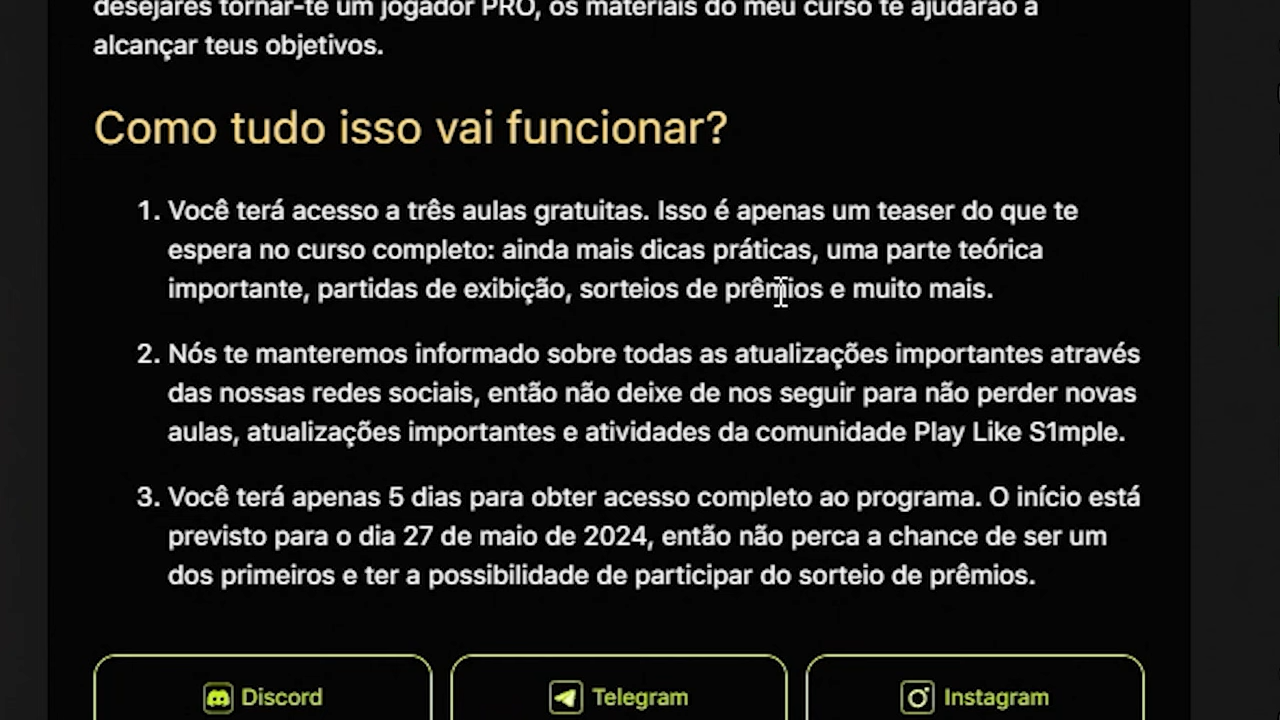 desejares tornar-te um jogador PRO, os materiais do meu curso te ajudarão a
alcançar teus objetivos.
Como tudo isso vai funcionar?
1. Você terá acesso a três aulas gratuitas. Isso é apenas um teaser do que te
espera no curso completo: ainda mais dicas práticas, uma parte teórica
importante, partidas de exibição, sorteios de prêmios e muito mais.
2. Nós te manteremos informado sobre todas as atualizações importantes através
das nossas redes sociais, então não deixe de nos seguir para não perder novas
aulas, atualizações importantes e atividades da comunidade Play Like S1mple.
3. Você terá apenas 5 dias para obter acesso completo ao programa. O início está
previsto para o dia 27 de maio de 2024, então não perca a chance de ser um
dos primeiros e ter a possibilidade de participar do sorteio de prêmios.
Discord
Telegram
Instagram